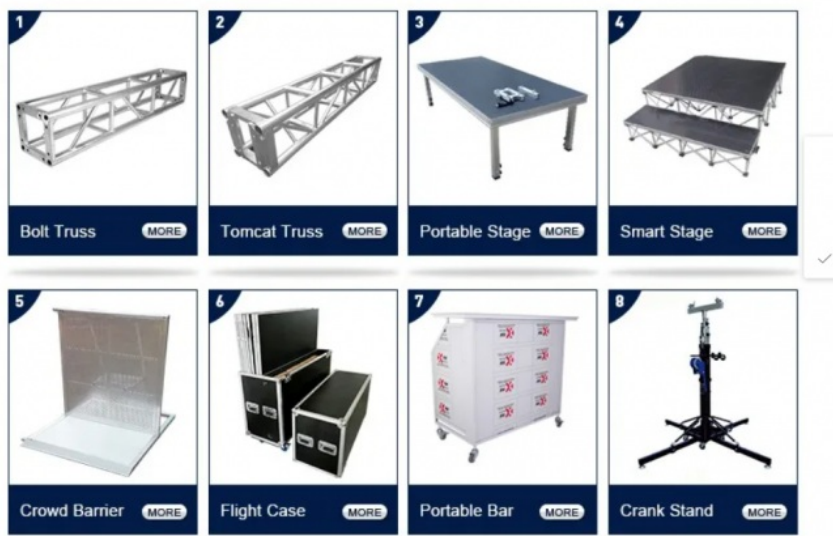 1
2
3
4
Bolt Truss MORE
Tomcat Truss MORE
Portable Stage MORE
Smart Stage MORE
5
6
7
8
Crowd Barrier MORE
Flight Case MORE
Portable Bar MORE
Crank Stand MORE